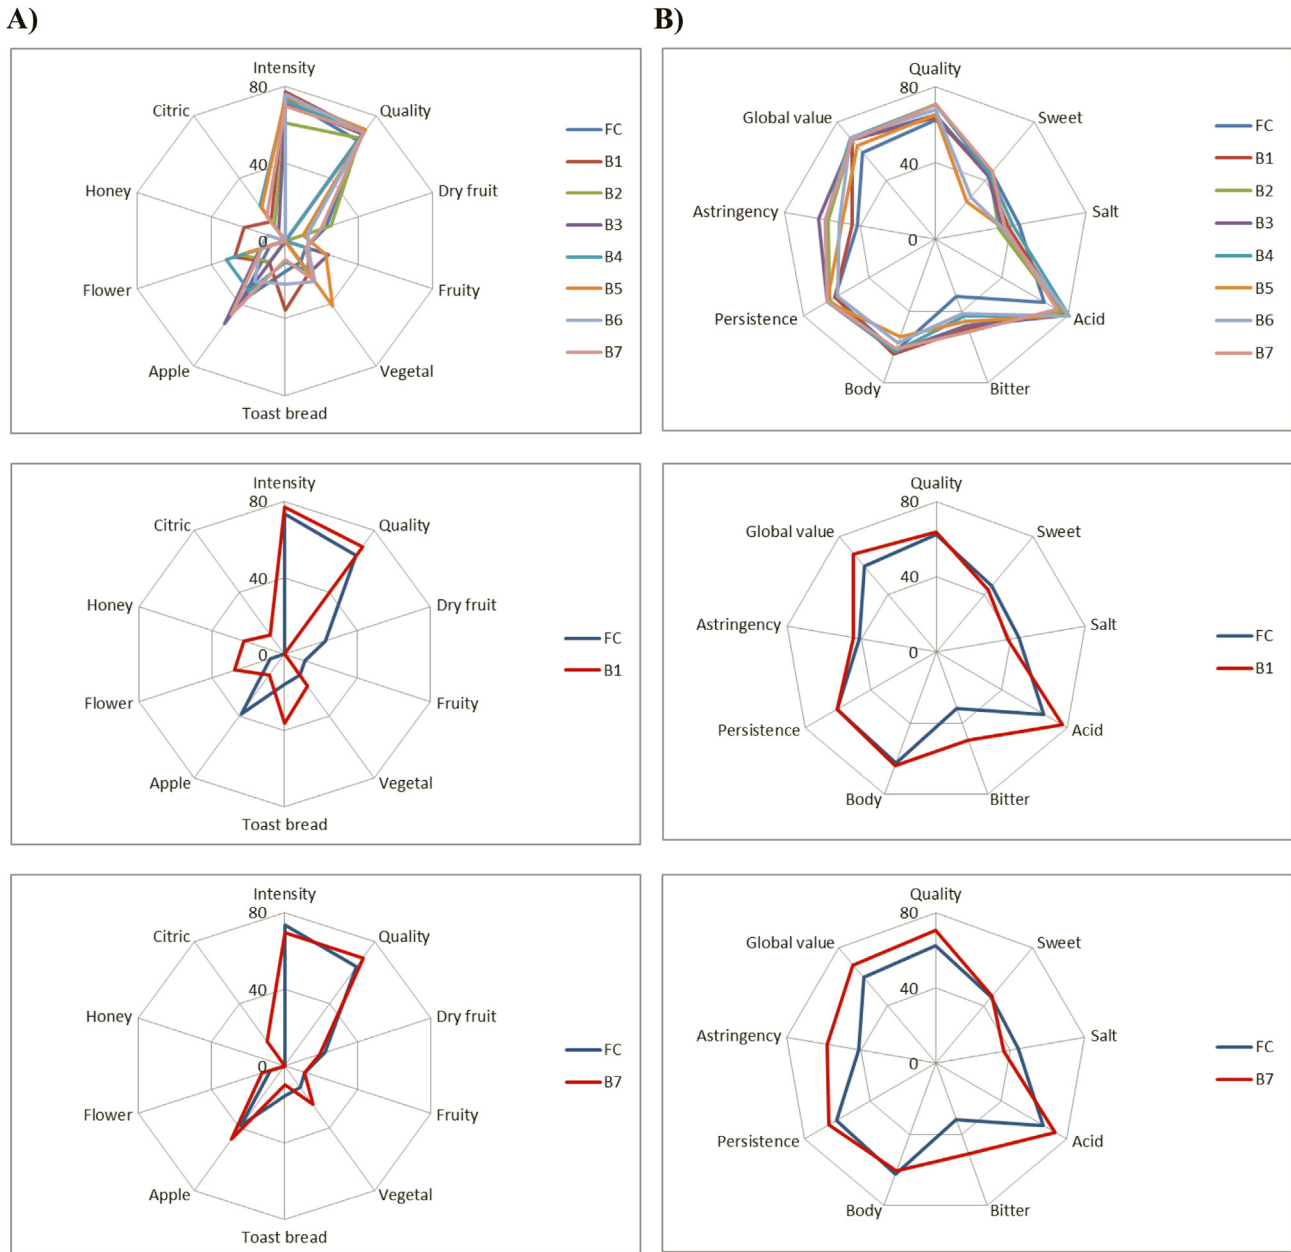 A)
B)
Intensity
80
Quality
Citric
Dry fruit
40
Honey
0
Fruity
Flower
Vegetal
Apple
Toast bread
FC
B1
B2
B3
B4
B5
B6
B7
Quality
80
Sweet
Global value
40
Salt
Astringency
0
Acid
Persistence
Bitter
Body
FC
B1
B2
B3
B4
B5
B6
B7
Intensity
80
Quality
Citric
40
Dry fruit
Honey
0
Fruity
Flower
Vegetal
Apple
Toast bread
FC
B1
Quality
80
Sweet
Global value
40
Salt
Astringency
0
Acid
Persistence
Bitter
Body
FC
B1
Intensity
80
Quality
Citric
40
Dry fruit
Honey
0
Fruity
Flower
Vegetal
Apple
Toast bread
FC
B7
Quality
80
Sweet
Global value
40
Salt
Astringency
0
Acid
Persistence
Bitter
Body
FC
B7